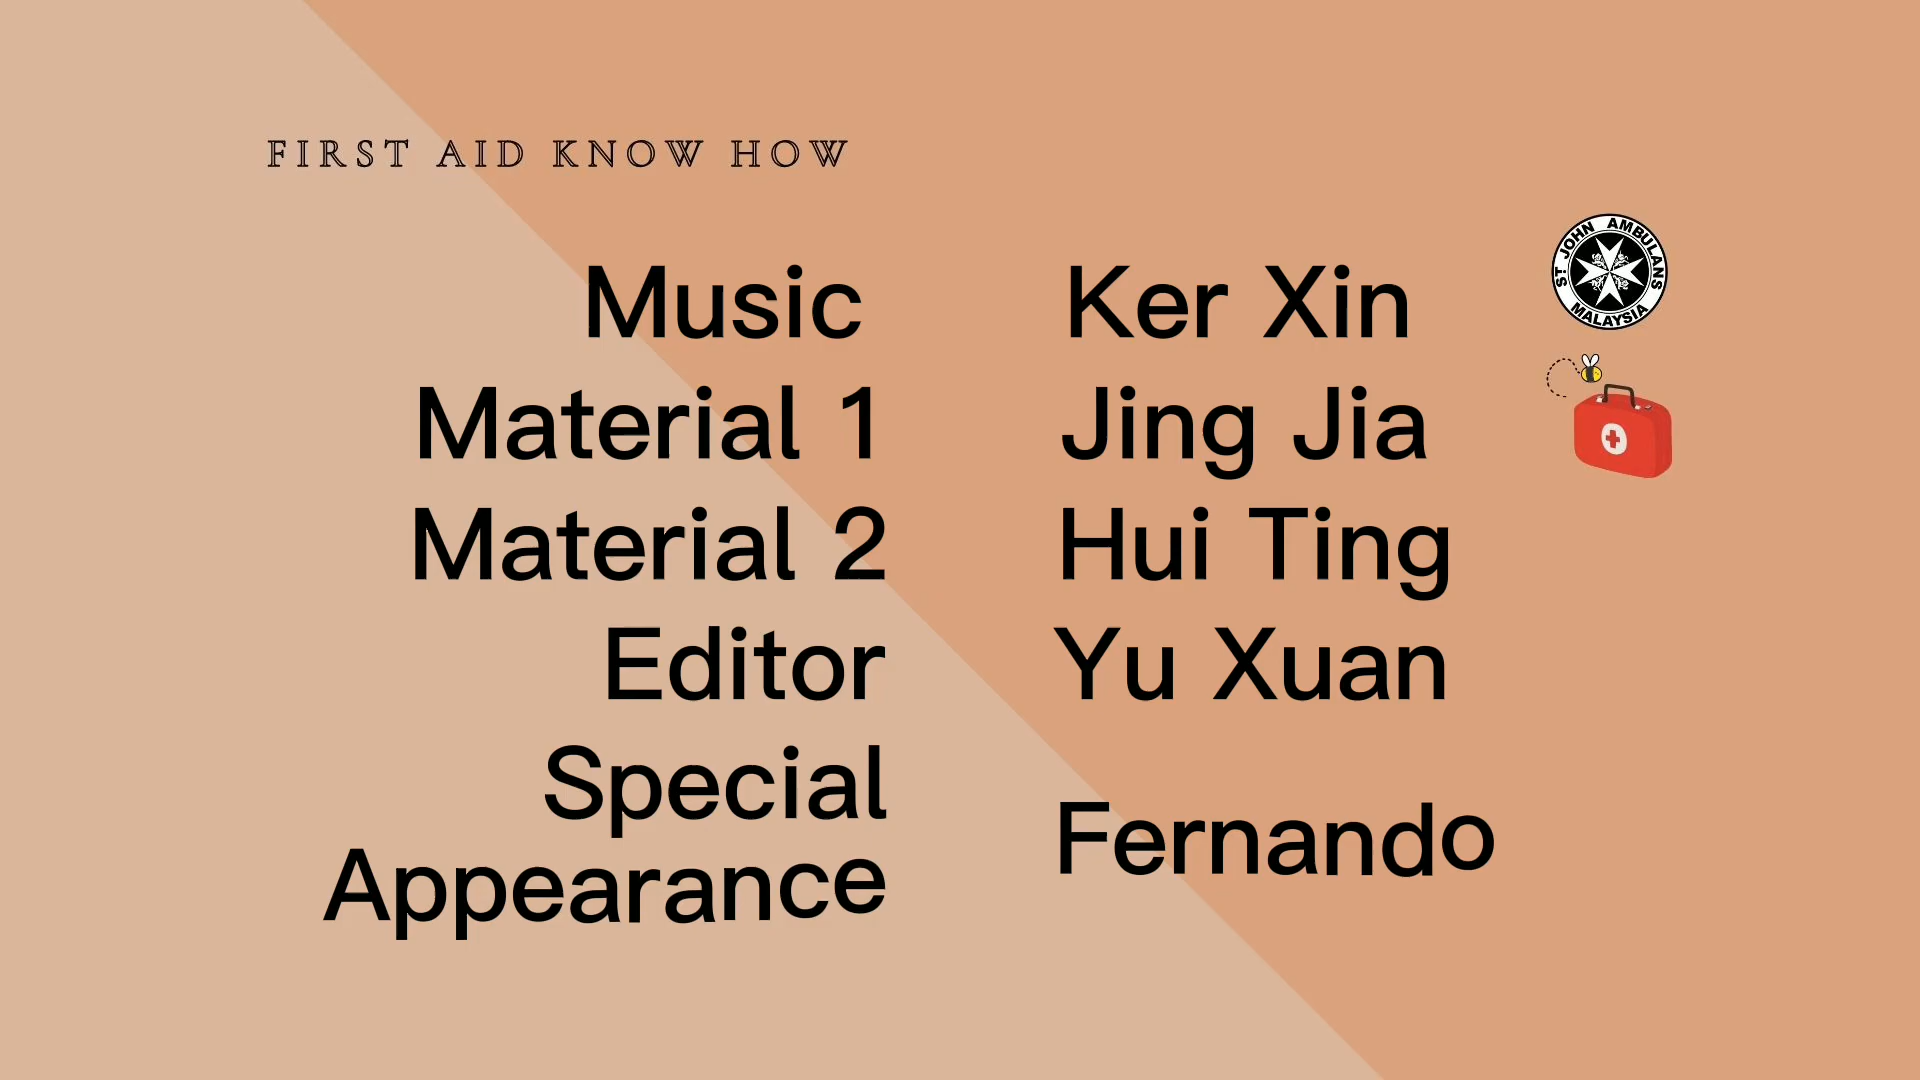 FIRST AID KNOW HOW
Music Ker Xin
Material 1 Jing Jia
Material 2 Hui Ting
Editor Yu Xuan
Special
Appearance Fernando
ST. JOHN AMBULANS
MALAYSIA